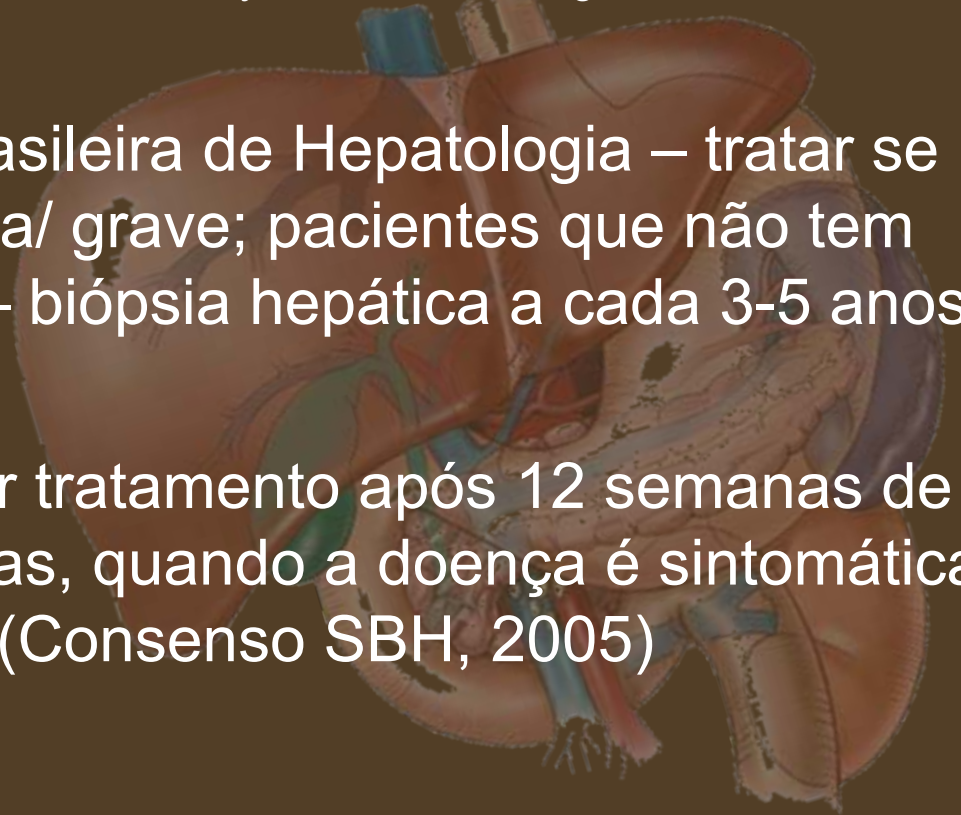 asileira de Hepatologia – tratar se
a/ grave; pacientes que não tem
– biópsia hepática a cada 3-5 anos
r tratamento após 12 semanas de
as, quando a doença é sintomática
(Consenso SBH, 2005)